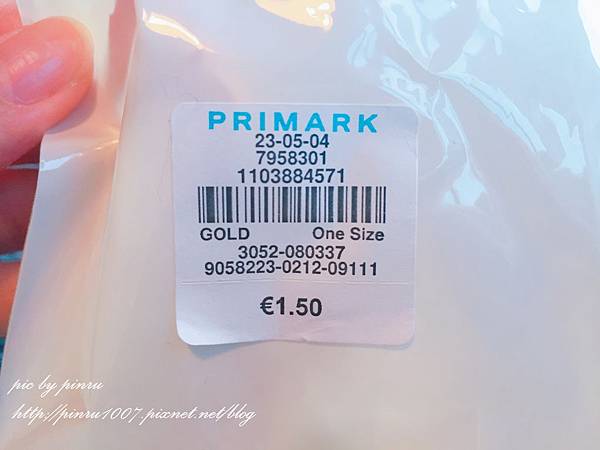 PRIMARK
23-05-04
7958301
1103884571
GOLD One Size
3052-080337
9058223-0212-09111
€1.50
pic by pinru
http://pinru1007.pixnet.net/blog